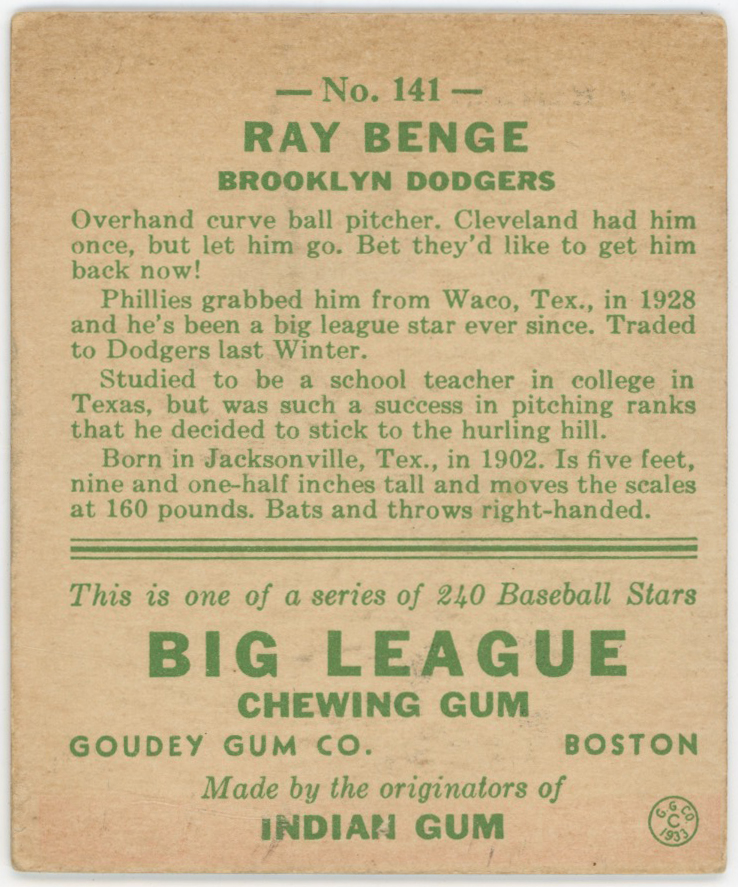 — No. 141 —
RAY BENGE
BROOKLYN DODGERS
Overhand curve ball pitcher. Cleveland had him
once, but let him go. Bet they'd like to get him
back now!
Phillies grabbed him from Waco, Tex., in 1928
and he's been a big league star ever since. Traded
to Dodgers last Winter.
Studied to be a school teacher in college in
Texas, but was such a success in pitching ranks
that he decided to stick to the hurling hill.
Born in Jacksonville, Tex., in 1902. Is five feet,
nine and one-half inches tall and moves the scales
at 160 pounds. Bats and throws right-handed.
This is one of a series of 240 Baseball Stars
BIG LEAGUE
CHEWING GUM
GOUDEY GUM CO. BOSTON
Made by the originators of
INDIAN GUM
G. G. CO.
C
1933